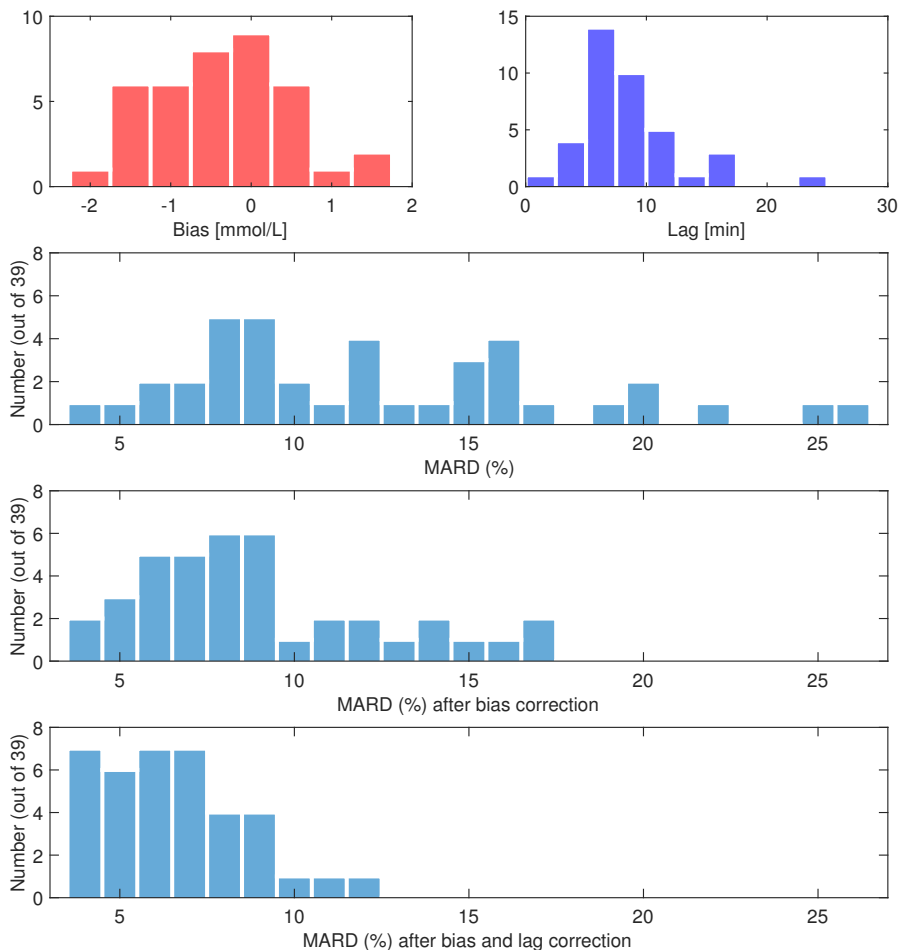 10
5
0
-2 -1 0 1 2
Bias [mmol/L]
15
10
5
0
0 10 20 30
Lag [min]
Number (out of 39)
8
6
4
2
0
5 10 15 20 25
MARD (%)
Number (out of 39)
8
6
4
2
0
5 10 15 20 25
MARD (%) after bias correction
Number (out of 39)
8
6
4
2
0
5 10 15 20 25
MARD (%) after bias and lag correction